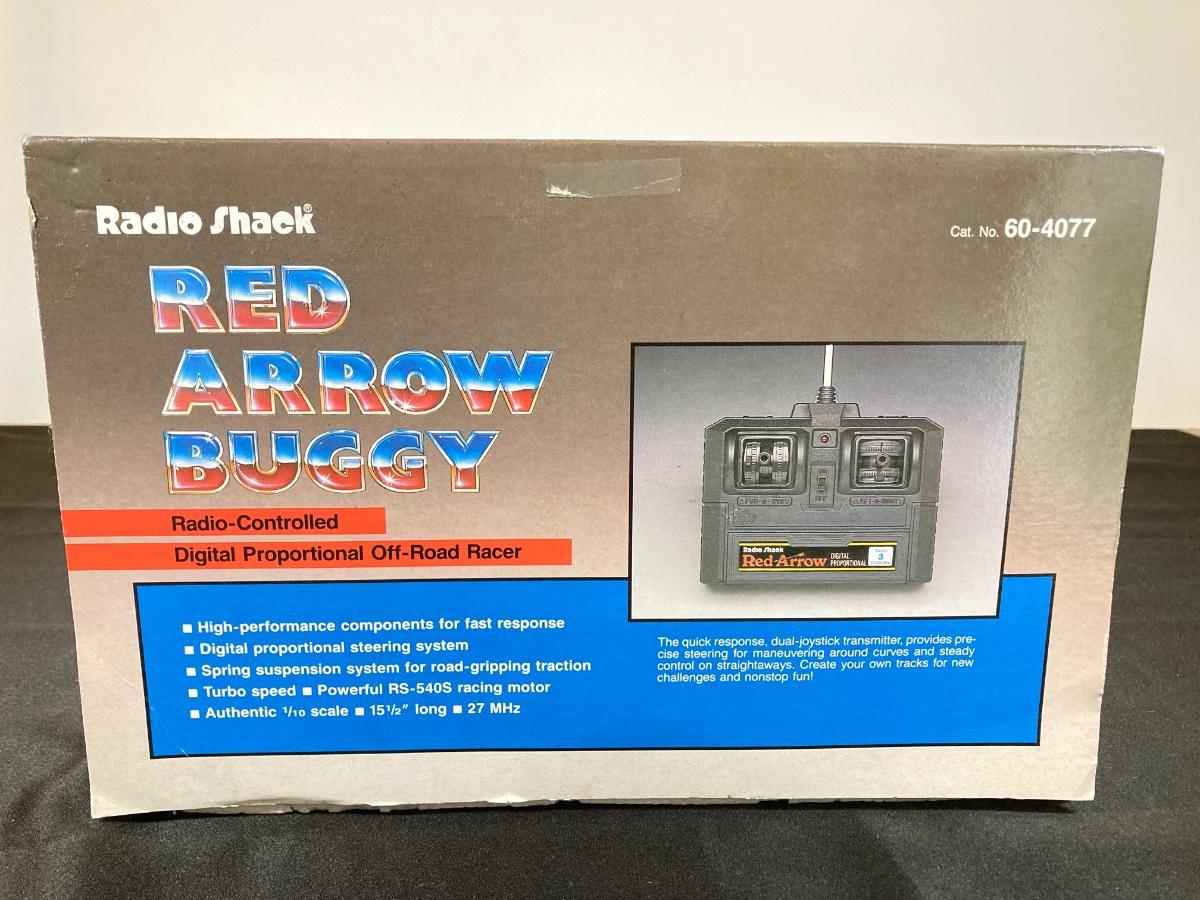 Radio Shack®
Cat. No. 60-4077
RED
ARROW
BUGGY
Radio-Controlled
Digital Proportional Off-Road Racer
■ High-performance components for fast response
■ Digital proportional steering system
■ Spring suspension system for road-gripping traction
■ Turbo speed ■ Powerful RS-540S racing motor
■ Authentic 1/10 scale ■ 15 1/2" long ■ 27 MHz
OFF
Radio Shack
Red Arrow
DIGITAL
PROPORTIONAL
3
The quick response, dual-joystick transmitter, provides pre-
cise steering for maneuvering around curves and steady
control on straightaways. Create your own tracks for new
challenges and nonstop fun!